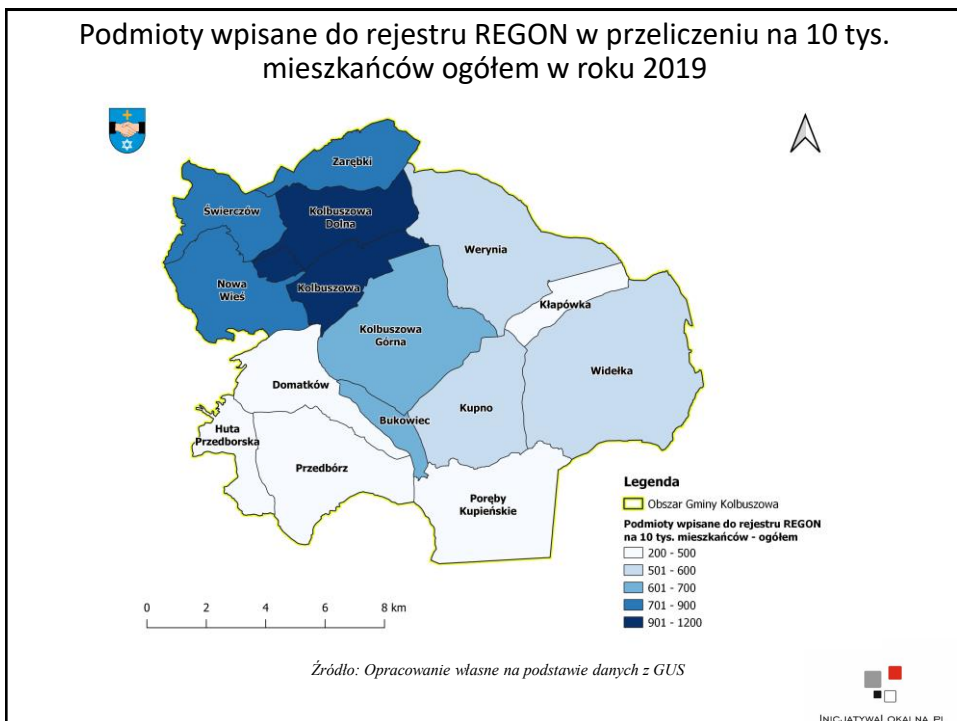 Podmioty wpisane do rejestru REGON w przeliczeniu na 10 tys.
mieszkańców ogółem w roku 2019
Zarębki
Świerczów
Kolbuszowa
Dolna
Werynia
Nowa
Wieś
Kolbuszowa
Kłapówka
Kolbuszowa
Górna
Widełka
Domatków
Bukowiec
Kupno
Huta
Przedborska
Przedbórz
Poręby
Kupieńskie
Legenda
Obszar Gminy Kolbuszowa
Podmioty wpisane do rejestru REGON
na 10 tys. mieszkańców - ogółem
200 - 500
501 - 600
601 - 700
701 - 900
901 - 1200
0 2 4 6 8 km
Źródło: Opracowanie własne na podstawie danych z GUS
INICJATYWALOKALNA.PL